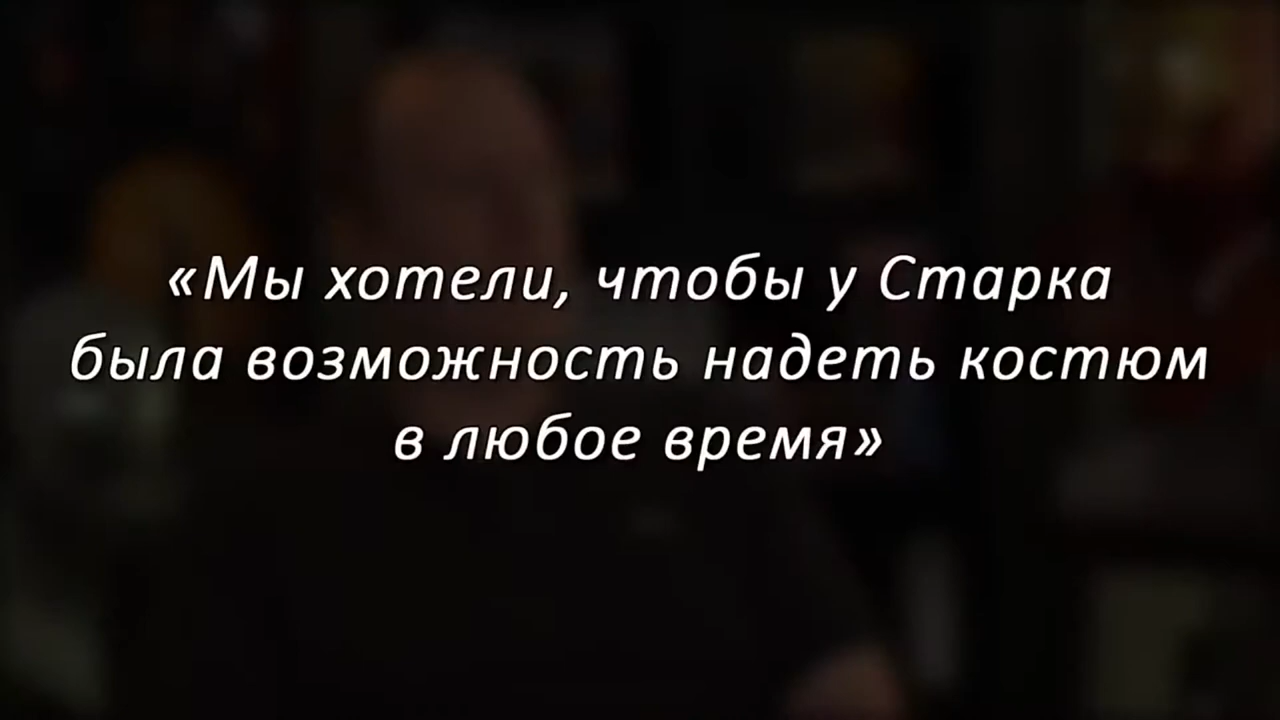 «Мы хотели, чтобы у Старка
была возможность надеть костюм
в любое время»